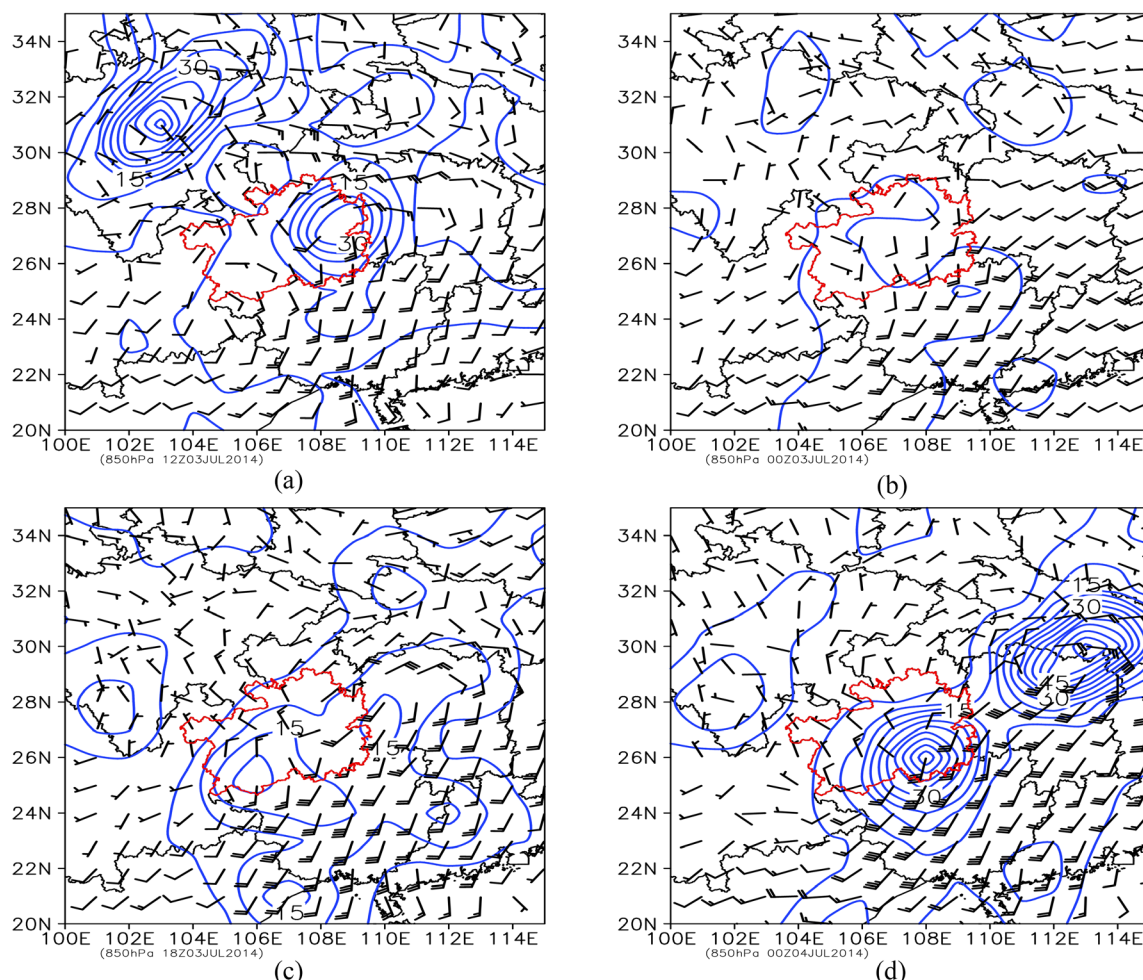 34N
32N
30N
28N
26N
24N
22N
20N
30
15
15
30
100E 102E 104E 106E 108E 110E 112E 114E
(850hPa 12Z03JUL2014)
(a)
34N
32N
30N
28N
26N
24N
22N
20N
100E 102E 104E 106E 108E 110E 112E 114E
(850hPa 00Z03JUL2014)
(b)
34N
32N
30N
28N
26N
24N
22N
20N
15
15
15
100E 102E 104E 106E 108E 110E 112E 114E
(850hPa 18Z03JUL2014)
(c)
34N
32N
30N
28N
26N
24N
22N
20N
15
30
45
30
15
30
100E 102E 104E 106E 108E 110E 112E 114E
(850hPa 00Z04JUL2014)
(d)